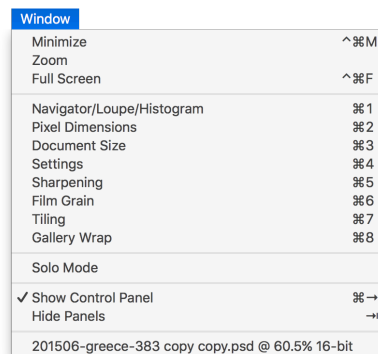 Window
Minimize ^⌘M
Zoom
Full Screen ^⌘F
Navigator/Loupe/Histogram ⌘1
Pixel Dimensions ⌘2
Document Size ⌘3
Settings ⌘4
Sharpening ⌘5
Film Grain ⌘6
Tiling ⌘7
Gallery Wrap ⌘8
Solo Mode
✓ Show Control Panel ⌘→
Hide Panels
201506-greece-383 copy copy.psd @ 60.5% 16-bit